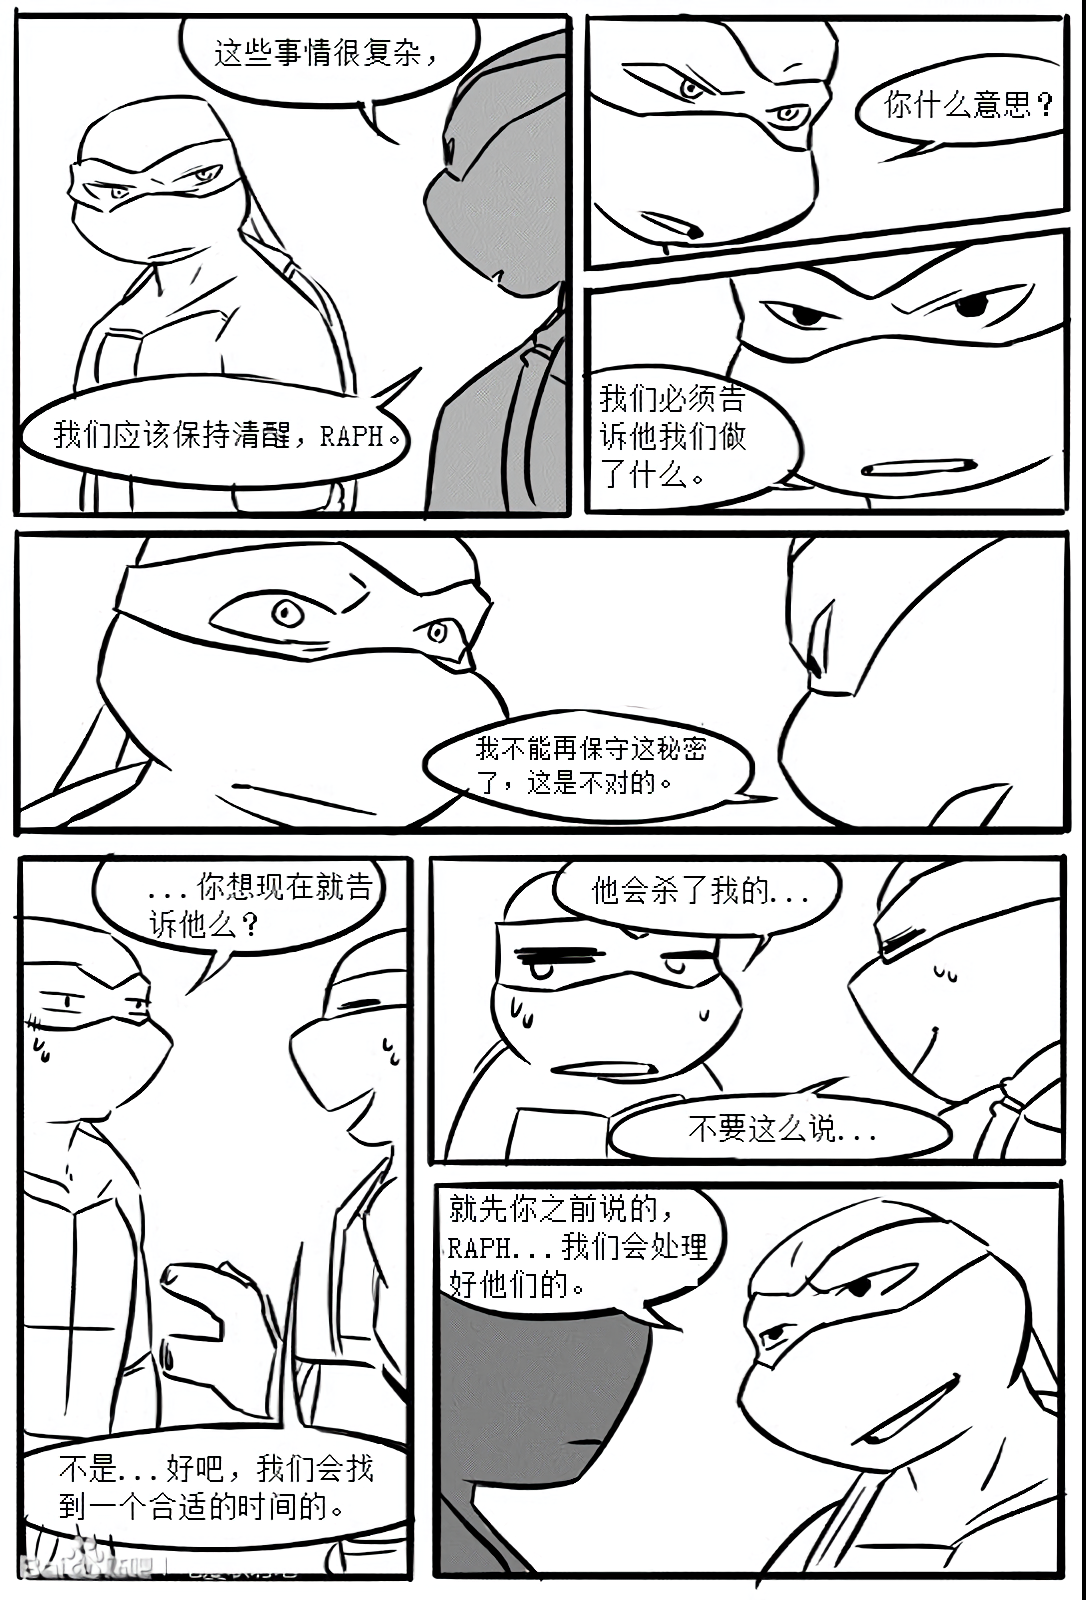 这些事情很复杂，
我们应该保持清醒，RAPH。
你什么意思？
我们必须告
诉他我们做
了什么。
我不能再保守这秘密
了，这是不对的。
...你想现在就告
诉他么？
不是...好吧，我们会找
到一个合适的时间的。
他会杀了我的...
不要这么说...
就先你之前说的，
RAPH...我们会处理
好他们的。
Bai 贴吧